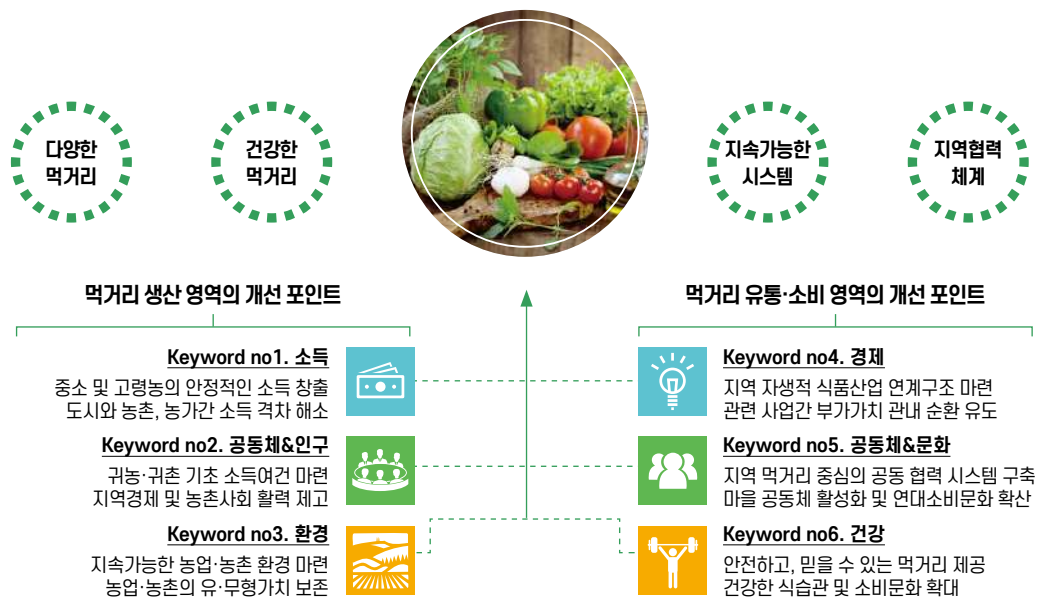 다양한
먹거리
건강한
먹거리
지속가능한
시스템
지역협력
체계
먹거리 생산 영역의 개선 포인트
Keyword no1. 소득
중소 및 고령농의 안정적인 소득 창출
도시와 농촌, 농가간 소득 격차 해소
Keyword no2. 공동체&인구
귀농·귀촌 기초 소득여건 마련
지역경제 및 농촌사회 활력 제고
Keyword no3. 환경
지속가능한 농업·농촌 환경 마련
농업·농촌의 유·무형가치 보존
먹거리 유통·소비 영역의 개선 포인트
Keyword no4. 경제
지역 자생적 식품산업 연계구조 마련
관련 사업간 부가가치 관내 순환 유도
Keyword no5. 공동체&문화
지역 먹거리 중심의 공동 협력 시스템 구축
마을 공동체 활성화 및 연대소비문화 확산
Keyword no6. 건강
안전하고, 믿을 수 있는 먹거리 제공
건강한 식습관 및 소비문화 확대